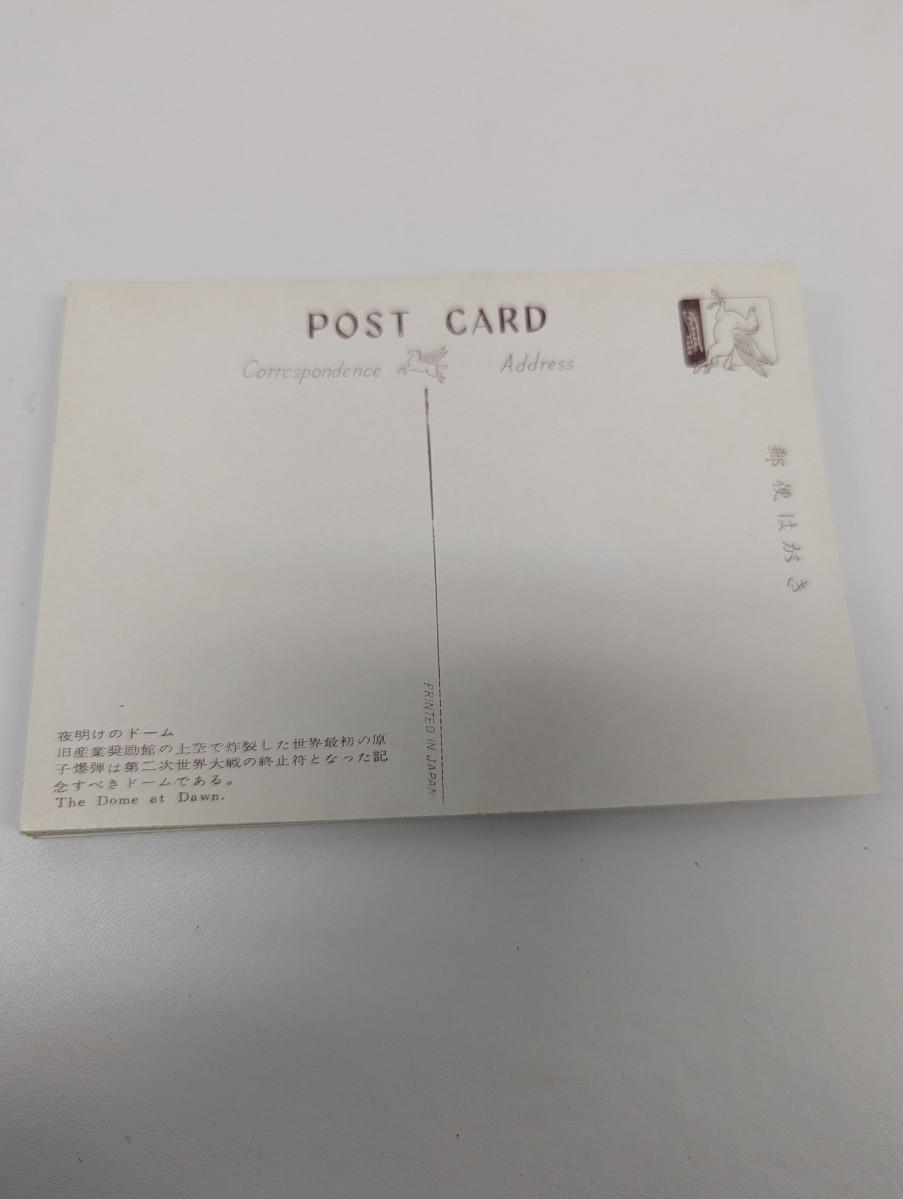 POST CARD
Correspondence
Address
郵便はがき
PRINTED IN JAPAN
夜明けのドーム
旧産業奨励館の上空で炸裂した世界最初の原
子爆弾は第二次世界大戦の終止符となった記
念すべきドームである。
The Dome at Dawn.